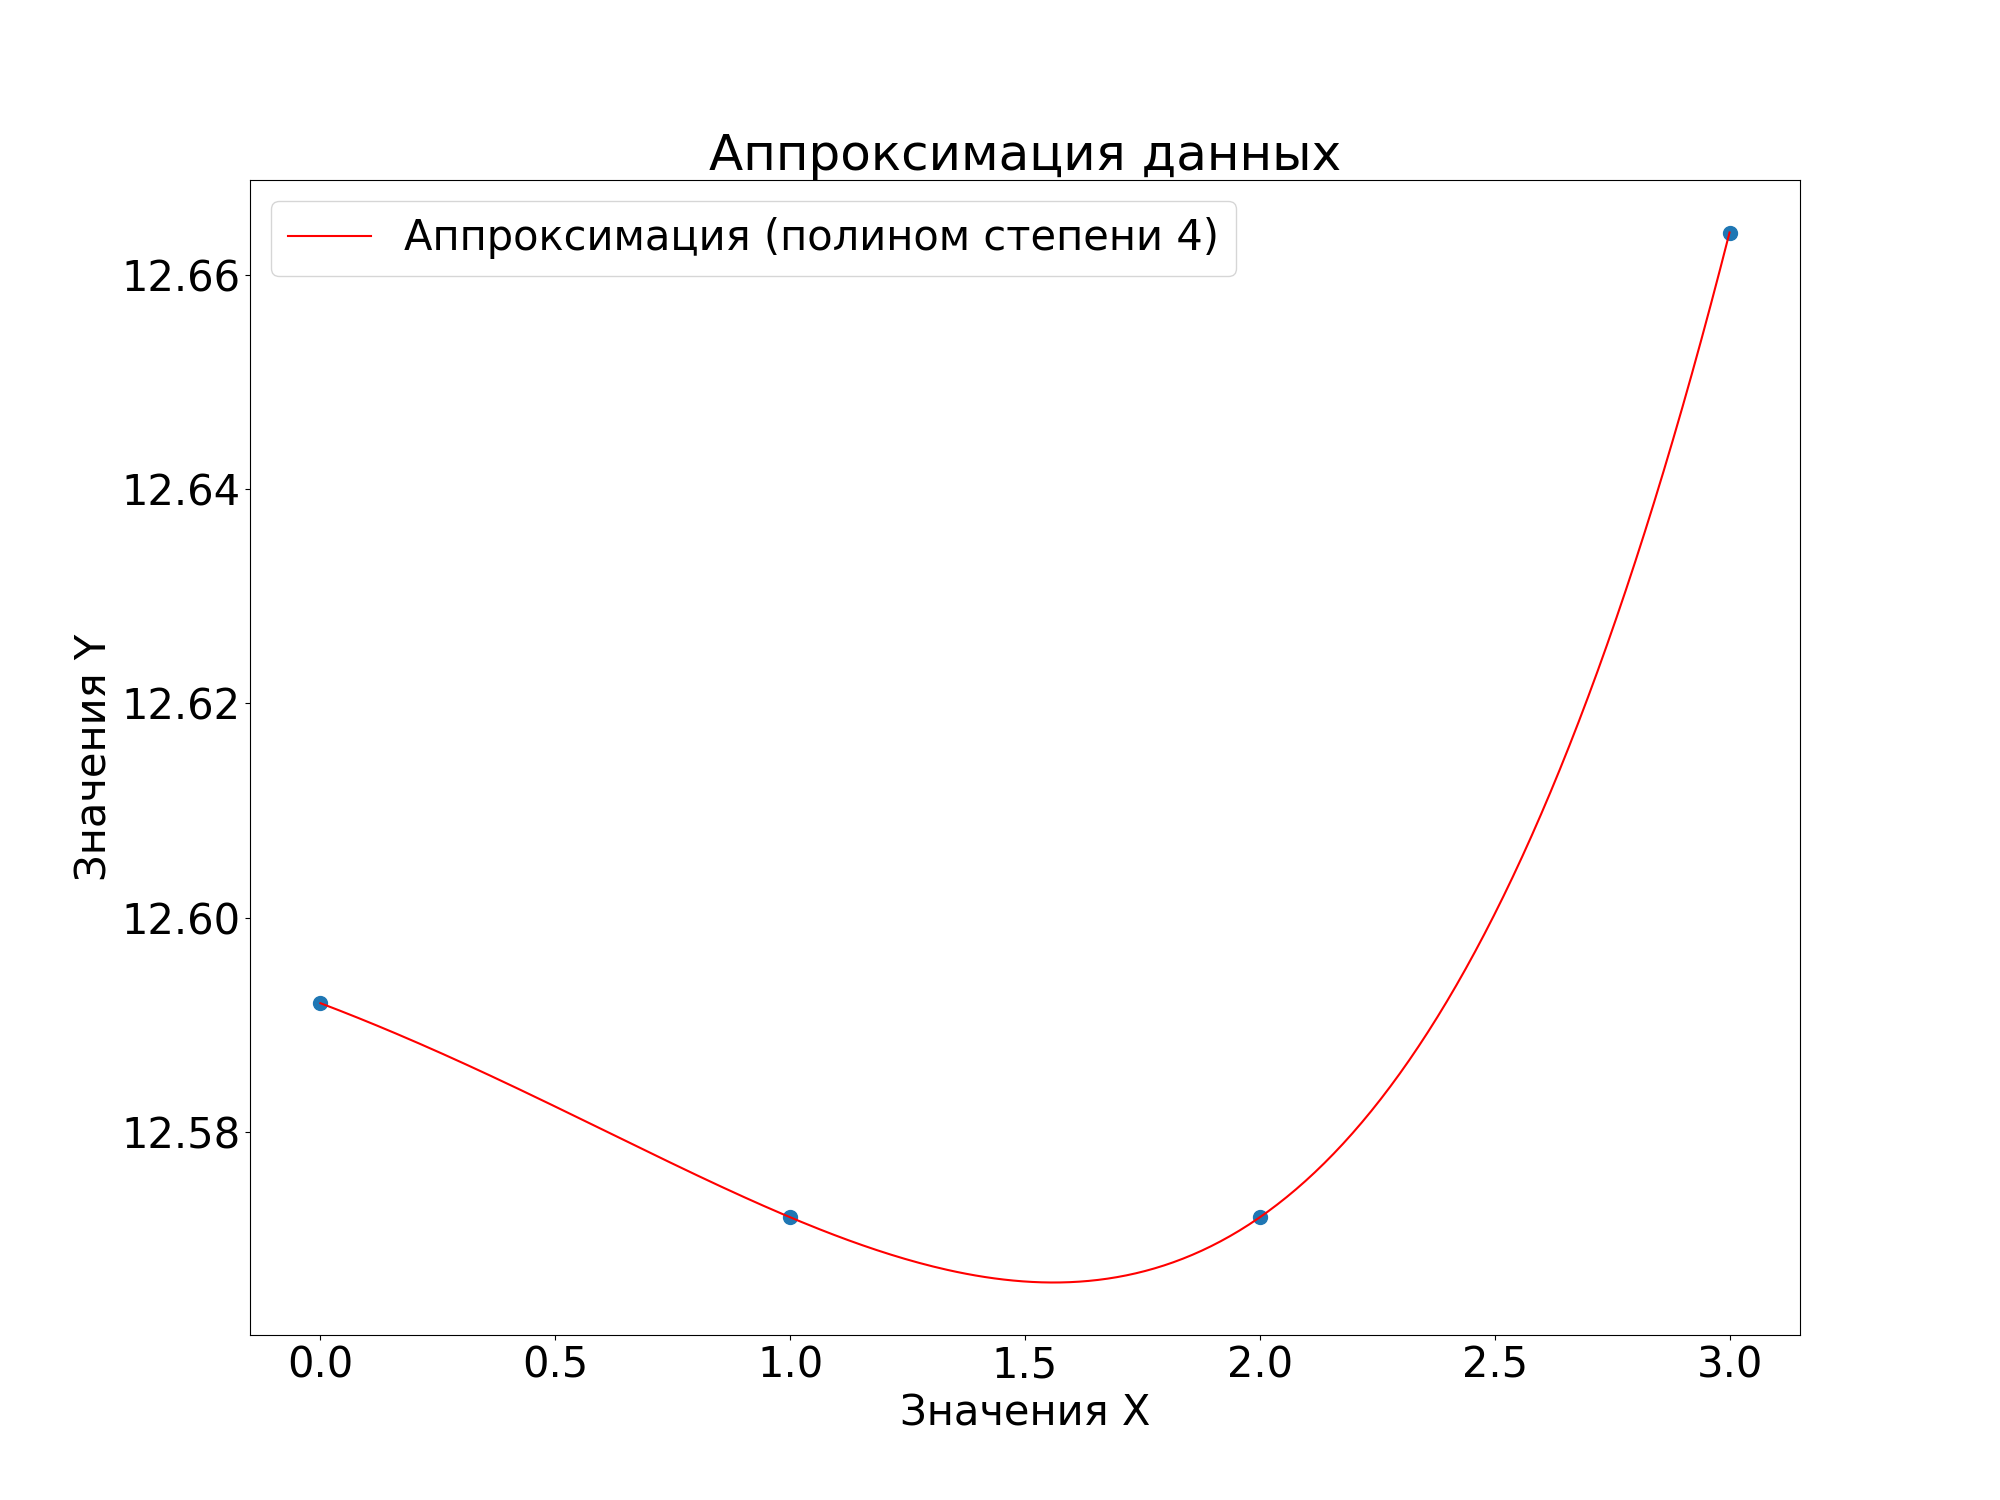 Аппроксимация данных
Аппроксимация (полином степени 4)
12.66
12.64
12.62
12.60
12.58
Значения Y
0.0 0.5 1.0 1.5 2.0 2.5 3.0
Значения X